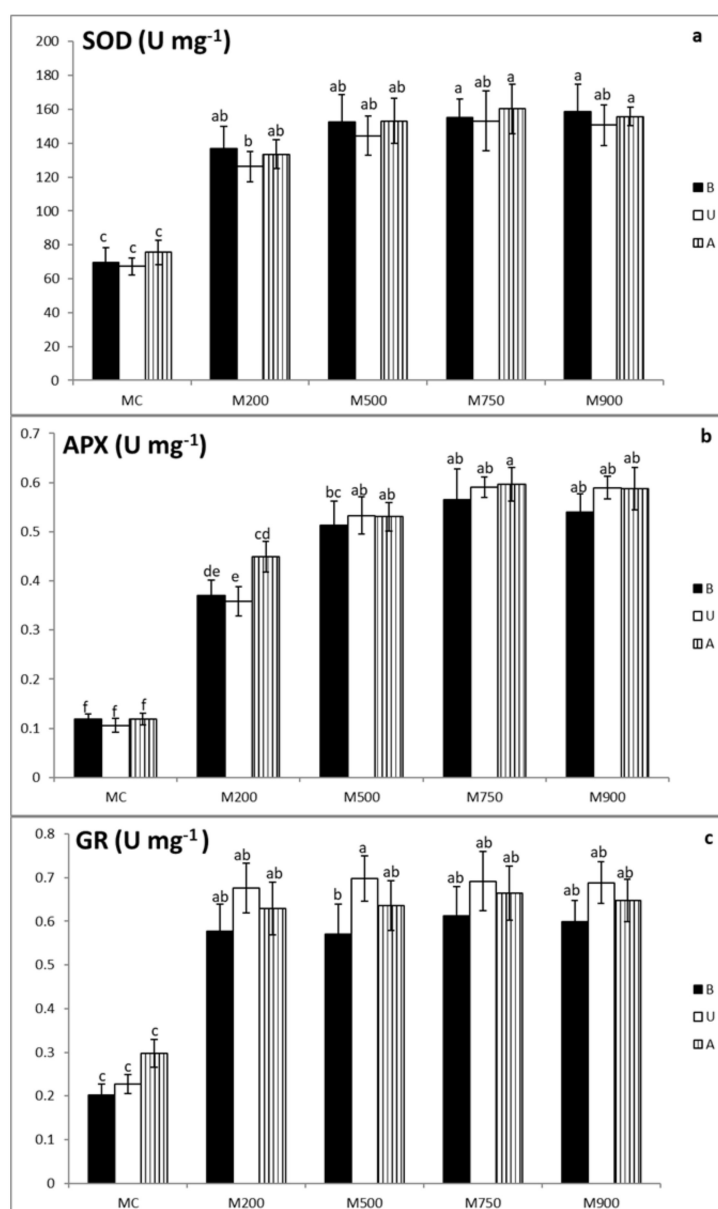 SOD (U mg⁻¹) a
200
180
160
140
120
100
80
60
40
20
0
c c c ab b ab ab ab ab a ab a a ab a
B
U
A
MC M200 M500 M750 M900
APX (U mg⁻¹) b
0.7
0.6
0.5
0.4
0.3
0.2
0.1
0
f f f de e cd bc ab ab ab ab a ab ab ab
B
U
A
MC M200 M500 M750 M900
GR (U mg⁻¹) c
0.8
0.7
0.6
0.5
0.4
0.3
0.2
0.1
0
c c c ab ab ab b a ab ab ab ab ab ab ab
B
U
A
MC M200 M500 M750 M900